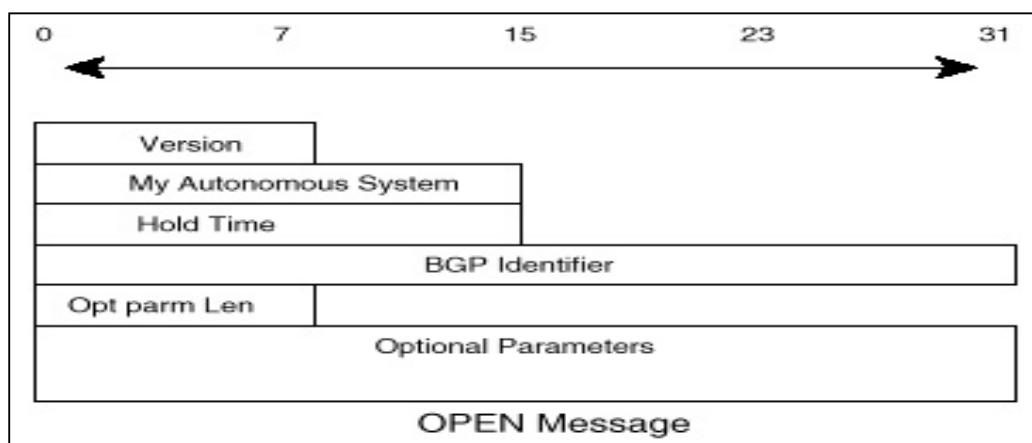 0 7 15 23 31
Version
My Autonomous System
Hold Time
BGP Identifier
Opt parm Len
Optional Parameters
OPEN Message